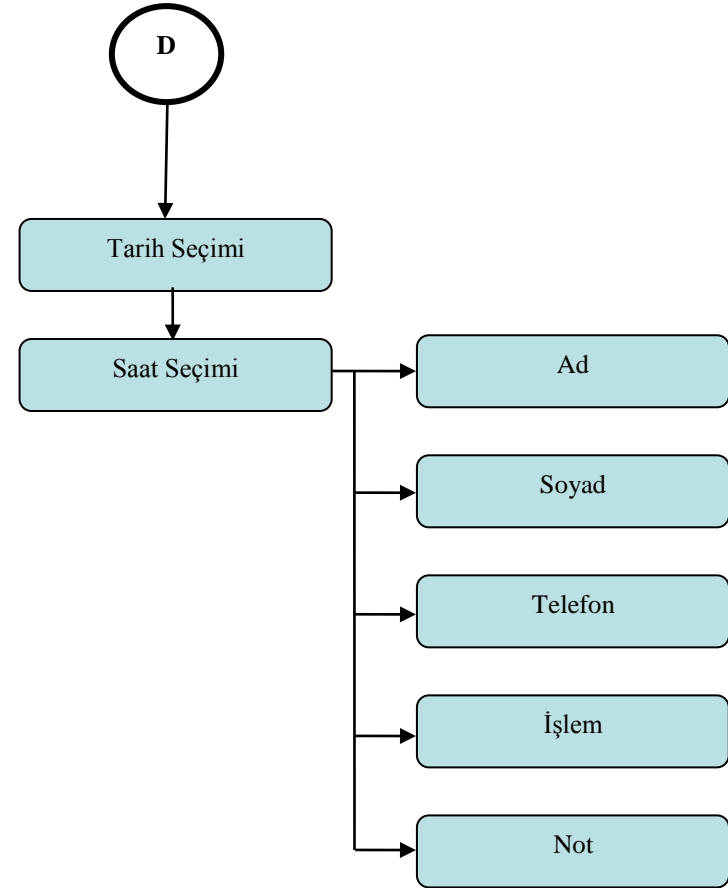 D
Tarih Seçimi
Saat Seçimi
Ad
Soyad
Telefon
İşlem
Not